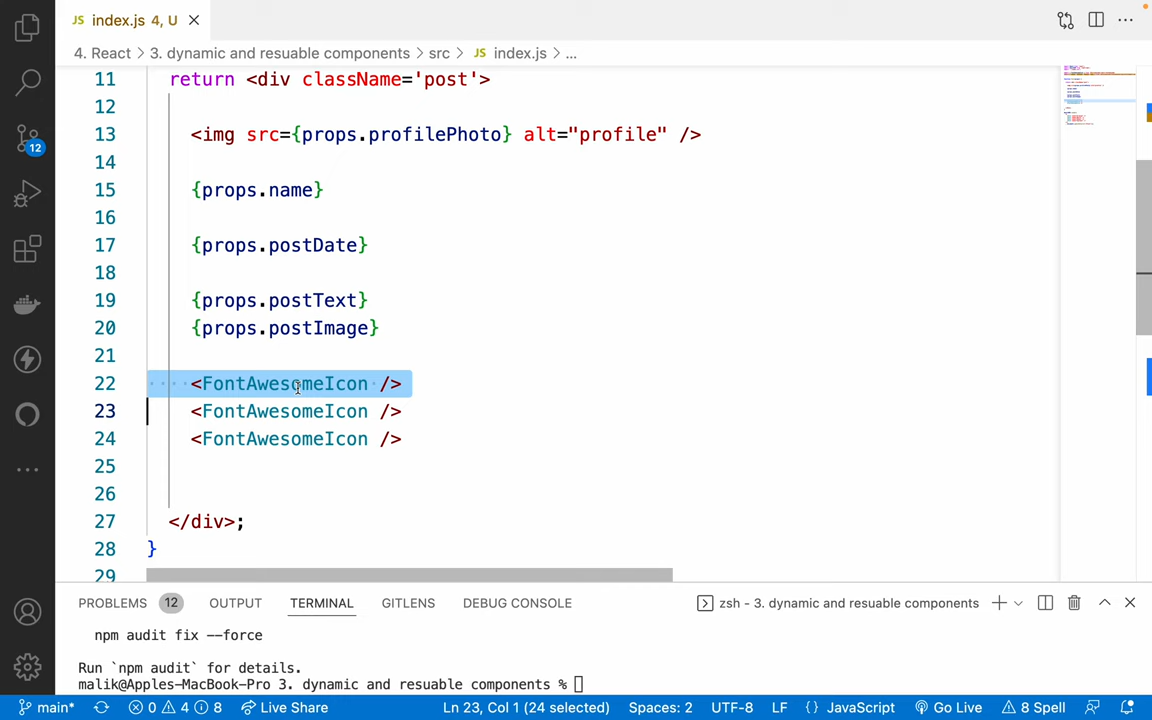 JS index.js 4, U
4. React > 3. dynamic and resuable components > src > JS index.js > ...
11 return <div className='post'>
12
13 <img src={props.profilePhoto} alt="profile" />
14
15 {props.name}
16
17 {props.postDate}
18
19 {props.postText}
20 {props.postImage}
21
22 <FontAwesomeIcon />
23 <FontAwesomeIcon />
24 <FontAwesomeIcon />
25
26
27 </div>;
28 }
29
12
PROBLEMS 12 OUTPUT TERMINAL GITLENS DEBUG CONSOLE zsh - 3. dynamic and resuable components
npm audit fix --force
Run `npm audit` for details.
malik@Apples-MacBook-Pro 3. dynamic and resuable components %
main* 0 4 8 Live Share Ln 23, Col 1 (24 selected) Spaces: 2 UTF-8 LF {} JavaScript Go Live 8 Spell